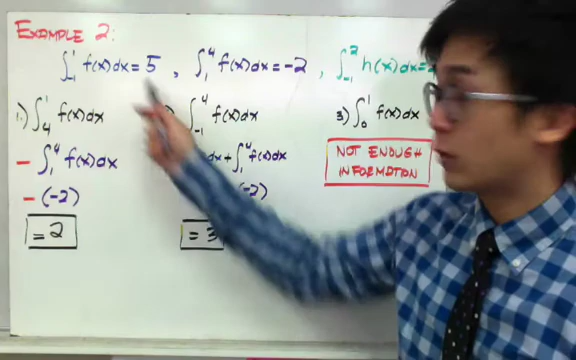 EXAMPLE 2:
∫₋₁¹ f(x)dx = 5 , ∫₁⁴ f(x)dx = -2 , ∫₋₁² h(x)dx =
1.) ∫₄¹ f(x)dx
) ∫₋₁⁴ f(x)dx
3) ∫₀¹ f(x)dx
- ∫₁⁴ f(x)dx
dx + ∫₁⁴ f(x)dx
NOT ENOUGH
INFORMATION
- (-2)
(-2)
= 2
= 3